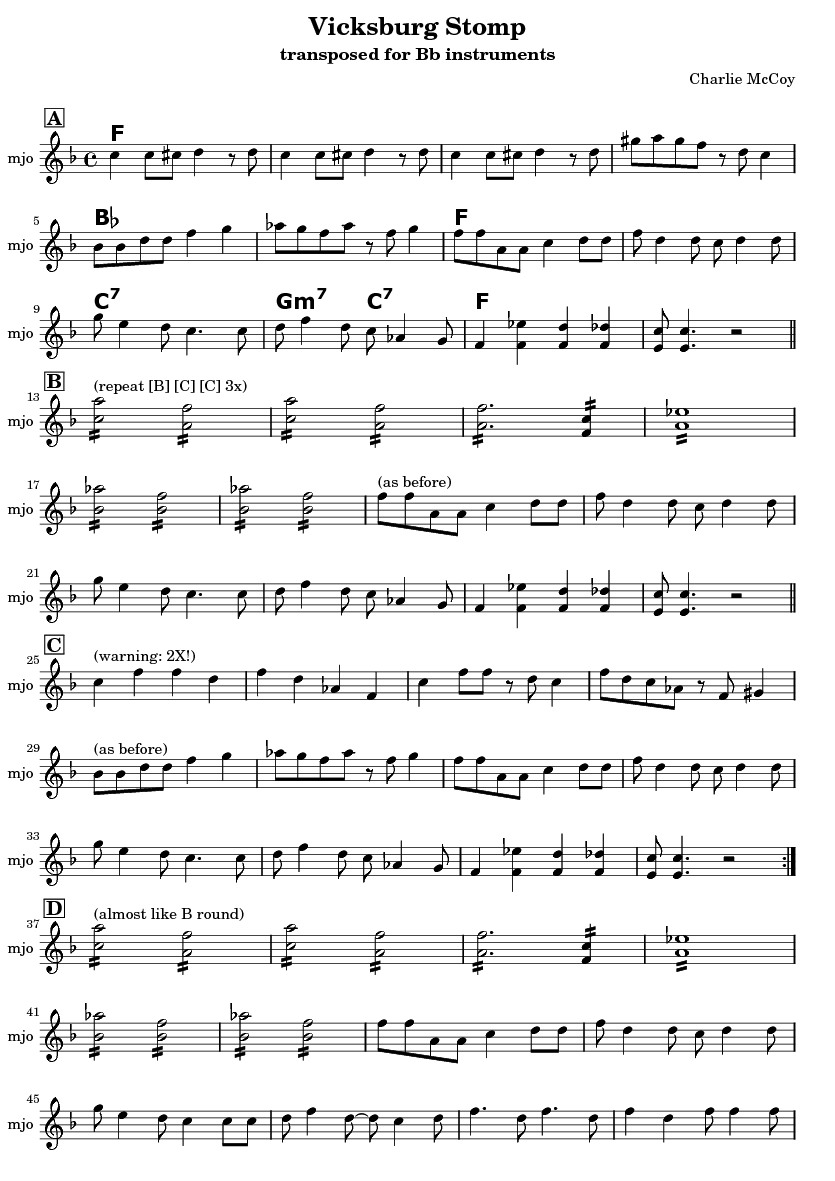 Vicksburg Stomp
transposed for Bb instruments
Charlie McCoy
A
F
mjo
5
B♭ F
mjo
9
C7 Gm7 C7 F
mjo
B
13
(repeat [B] [C] [C] 3x)
mjo
17
(as before)
mjo
21
mjo
C
25
(warning: 2X!)
mjo
29
(as before)
mjo
33
mjo
D
37
(almost like B round)
mjo
41
mjo
45
mjo